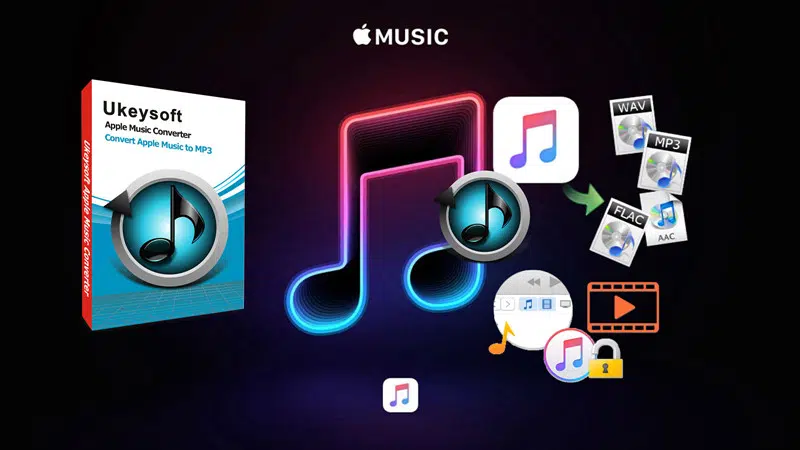 MUSIC
Ukeysoft
Apple Music Converter
Convert Apple Music to MP3
Ukeysoft Apple Music Converter
WAV
MP3
FLAC
AAC